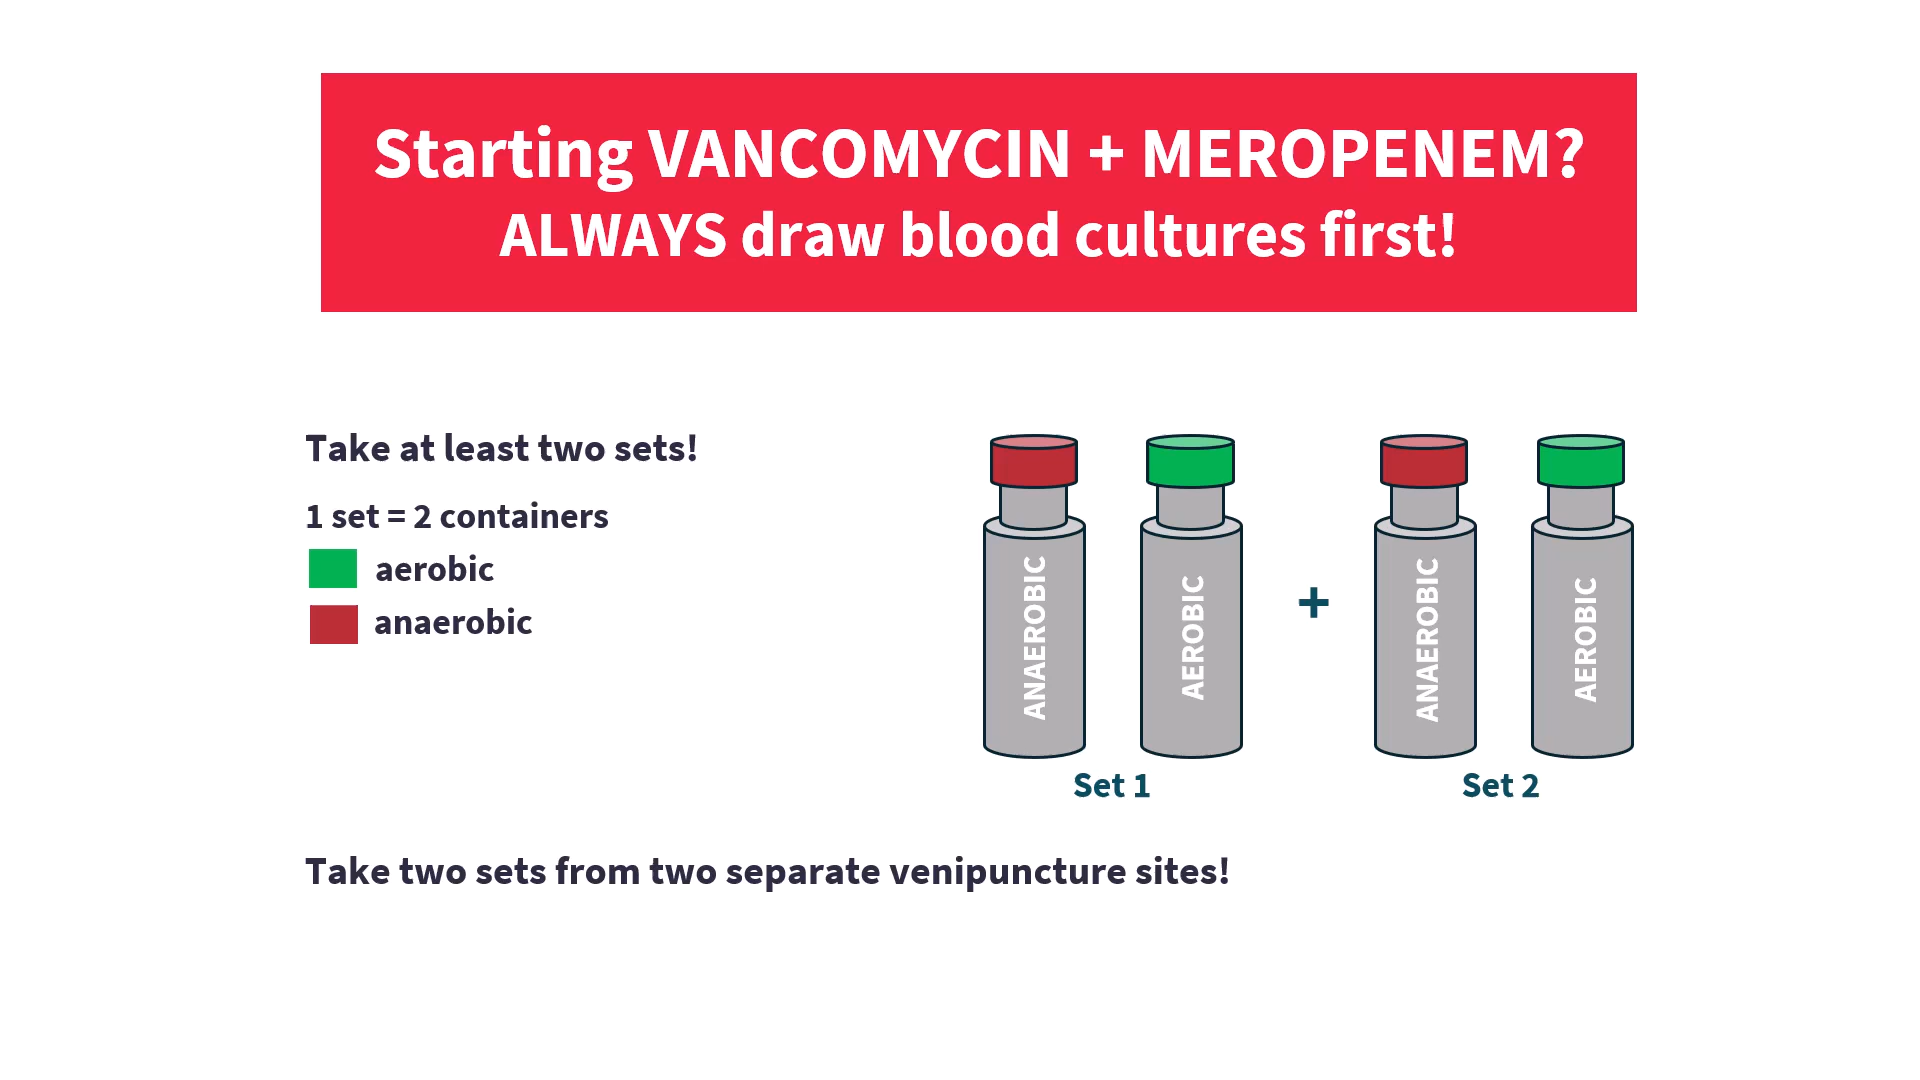 Starting VANCOMYCIN + MEROPENEM?
ALWAYS draw blood cultures first!
Take at least two sets!
1 set = 2 containers
aerobic
anaerobic
ANAEROBIC
AEROBIC
+
ANAEROBIC
AEROBIC
Set 1
Set 2
Take two sets from two separate venipuncture sites!